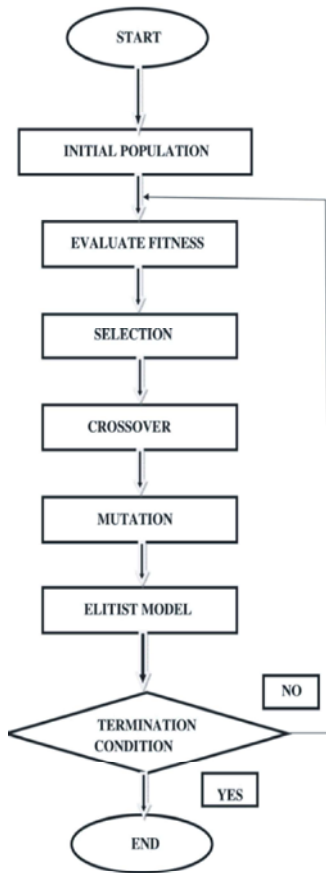 START
INITIAL POPULATION
EVALUATE FITNESS
SELECTION
CROSSOVER
MUTATION
ELITIST MODEL
NO
TERMINATION
CONDITION
YES
END